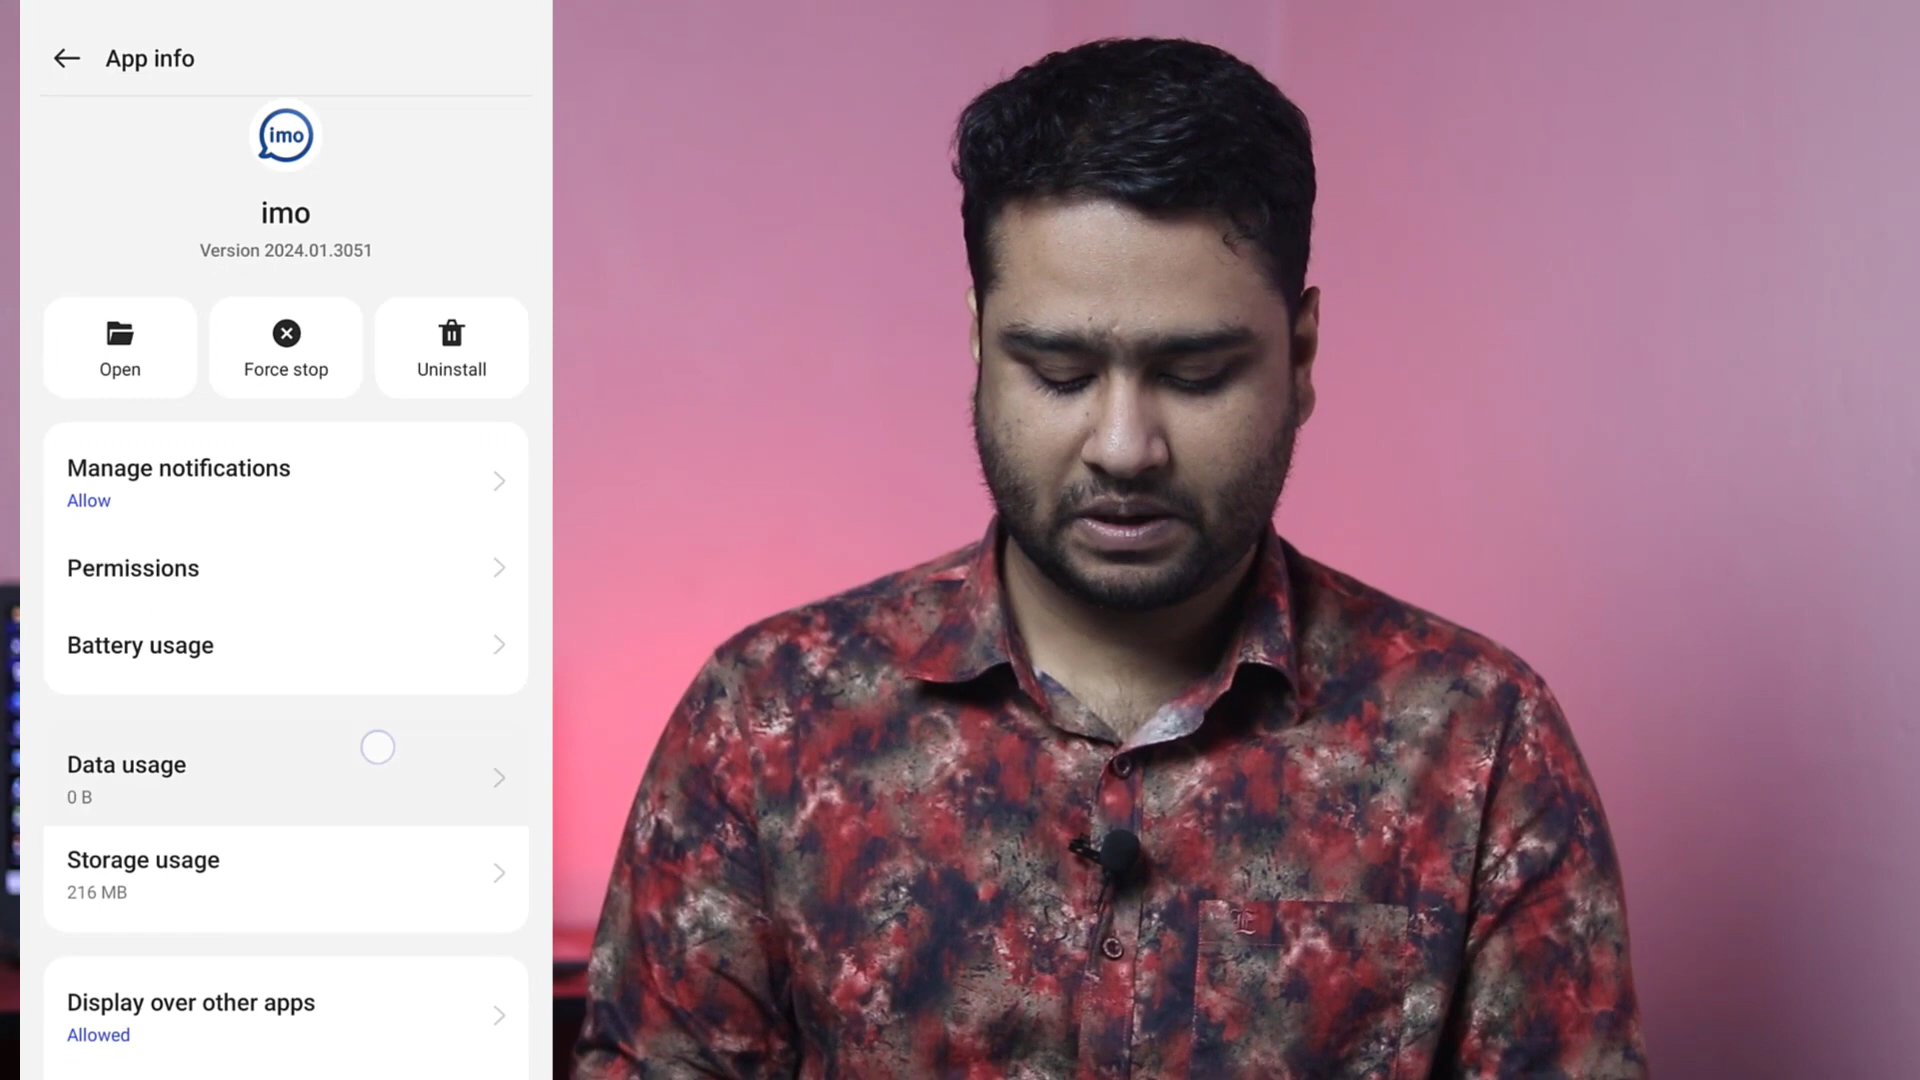 App info
imo
imo
Version 2024.01.3051
Open
Force stop
Uninstall
Manage notifications
Allow
Permissions
Battery usage
Data usage
0 B
Storage usage
216 MB
Display over other apps
Allowed